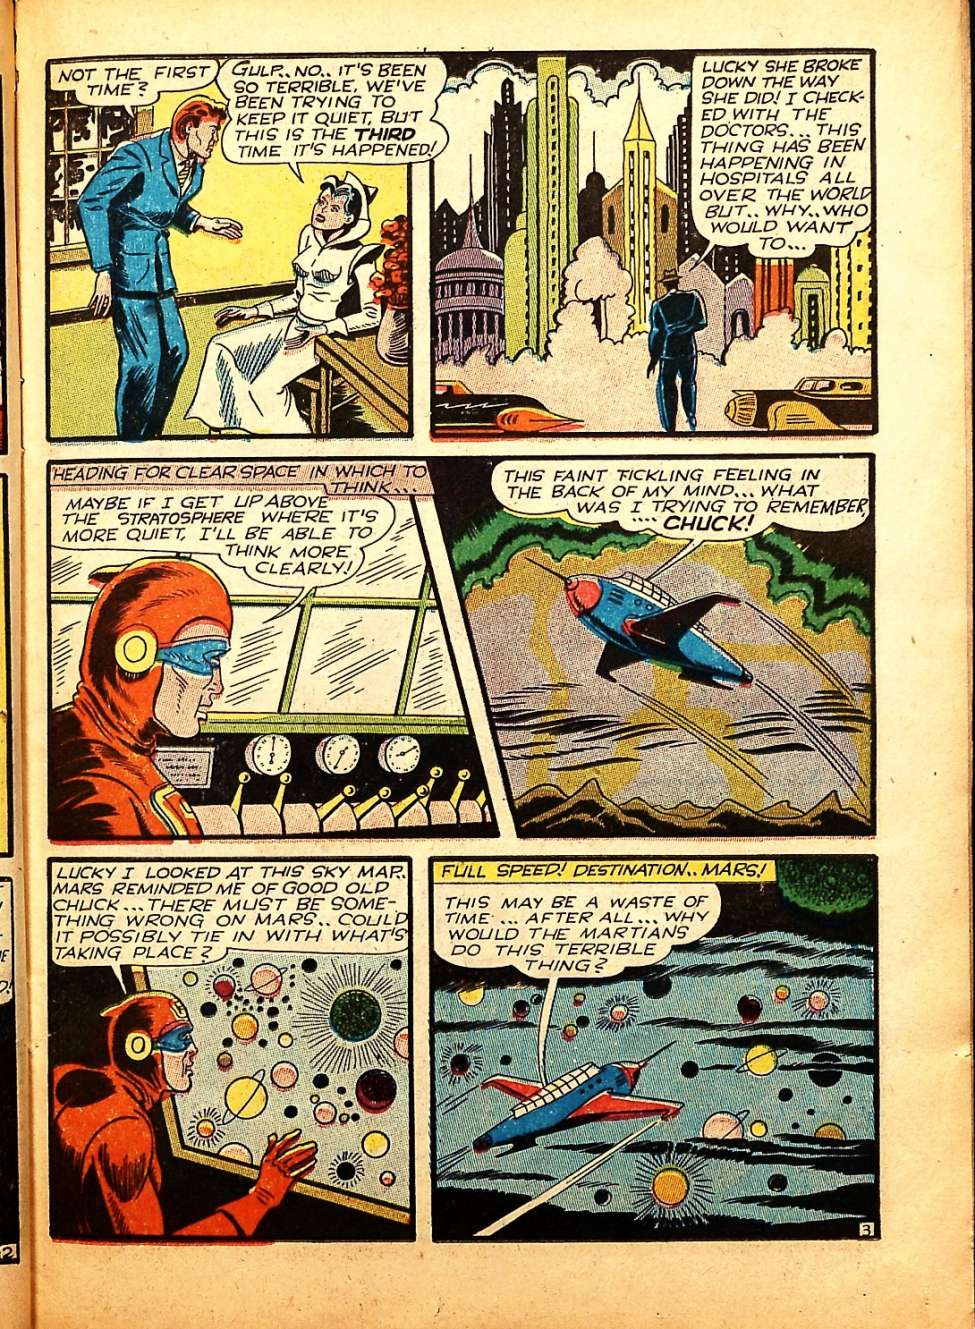 NOT THE FIRST
TIME?
GULP.. NO.. IT'S BEEN
SO TERRIBLE, WE'VE
BEEN TRYING TO
KEEP IT QUIET, BUT
THIS IS THE THIRD
TIME IT'S HAPPENED!
LUCKY SHE BROKE
DOWN THE WAY
SHE DID! I CHECK-
ED WITH THE
DOCTORS... THIS
THING HAS BEEN
HAPPENING IN
HOSPITALS ALL
OVER THE WORLD
BUT.. WHY.. WHO
WOULD WANT
TO...
'HEADING FOR CLEAR SPACE' IN WHICH TO
THINK...
MAYBE IF I GET UP ABOVE
THE STRATOSPHERE WHERE IT'S
MORE QUIET, I'LL BE ABLE TO
THINK MORE
CLEARLY!
THIS FAINT TICKLING FEELING IN
THE BACK OF MY MIND... WHAT
WAS I TRYING TO REMEMBER
.... CHUCK!
LUCKY I LOOKED AT THIS SKY MAP.
MARS REMINDED ME OF GOOD OLD
CHUCK... THERE MUST BE SOME-
THING WRONG ON MARS.. COULD
IT POSSIBLY TIE IN WITH WHAT'S
TAKING PLACE?
FULL SPEED! DESTINATION.. MARS!
THIS MAY BE A WASTE OF
TIME ... AFTER ALL... WHY
WOULD THE MARTIANS
DO THIS TERRIBLE
THING?
3
2